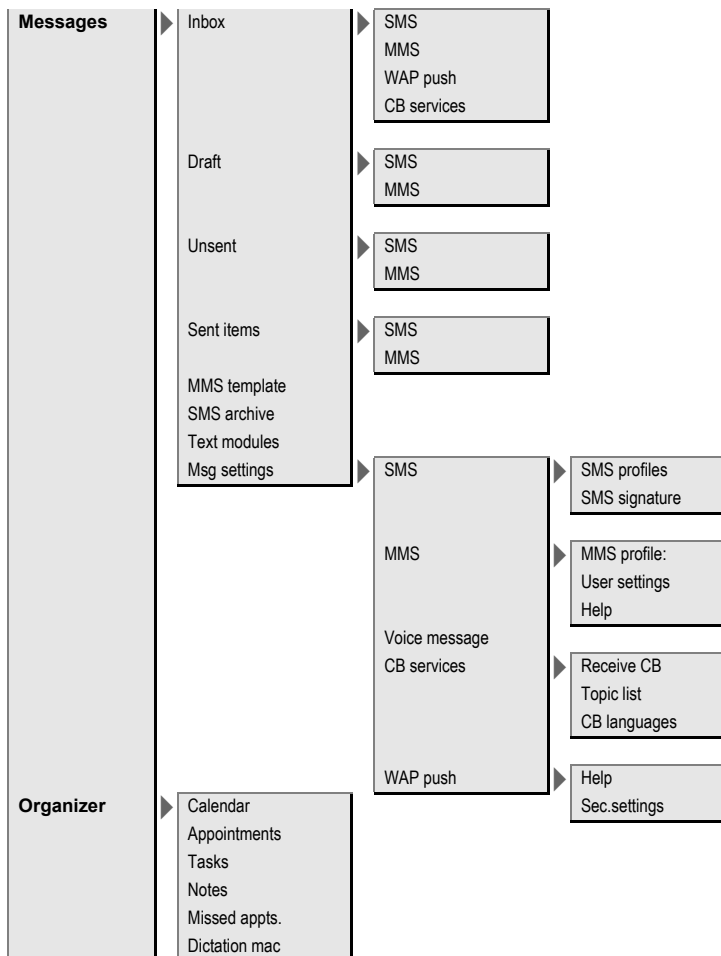 Messages Inbox SMS
MMS
WAP push
CB services
Draft SMS
MMS
Unsent SMS
MMS
Sent items SMS
MMS
MMS template
SMS archive
Text modules
Msg settings SMS SMS profiles
SMS signature
MMS MMS profile:
User settings
Help
Voice message
CB services Receive CB
Topic list
CB languages
WAP push Help
Organizer Calendar Sec.settings
Appointments
Tasks
Notes
Missed appts.
Dictation mac